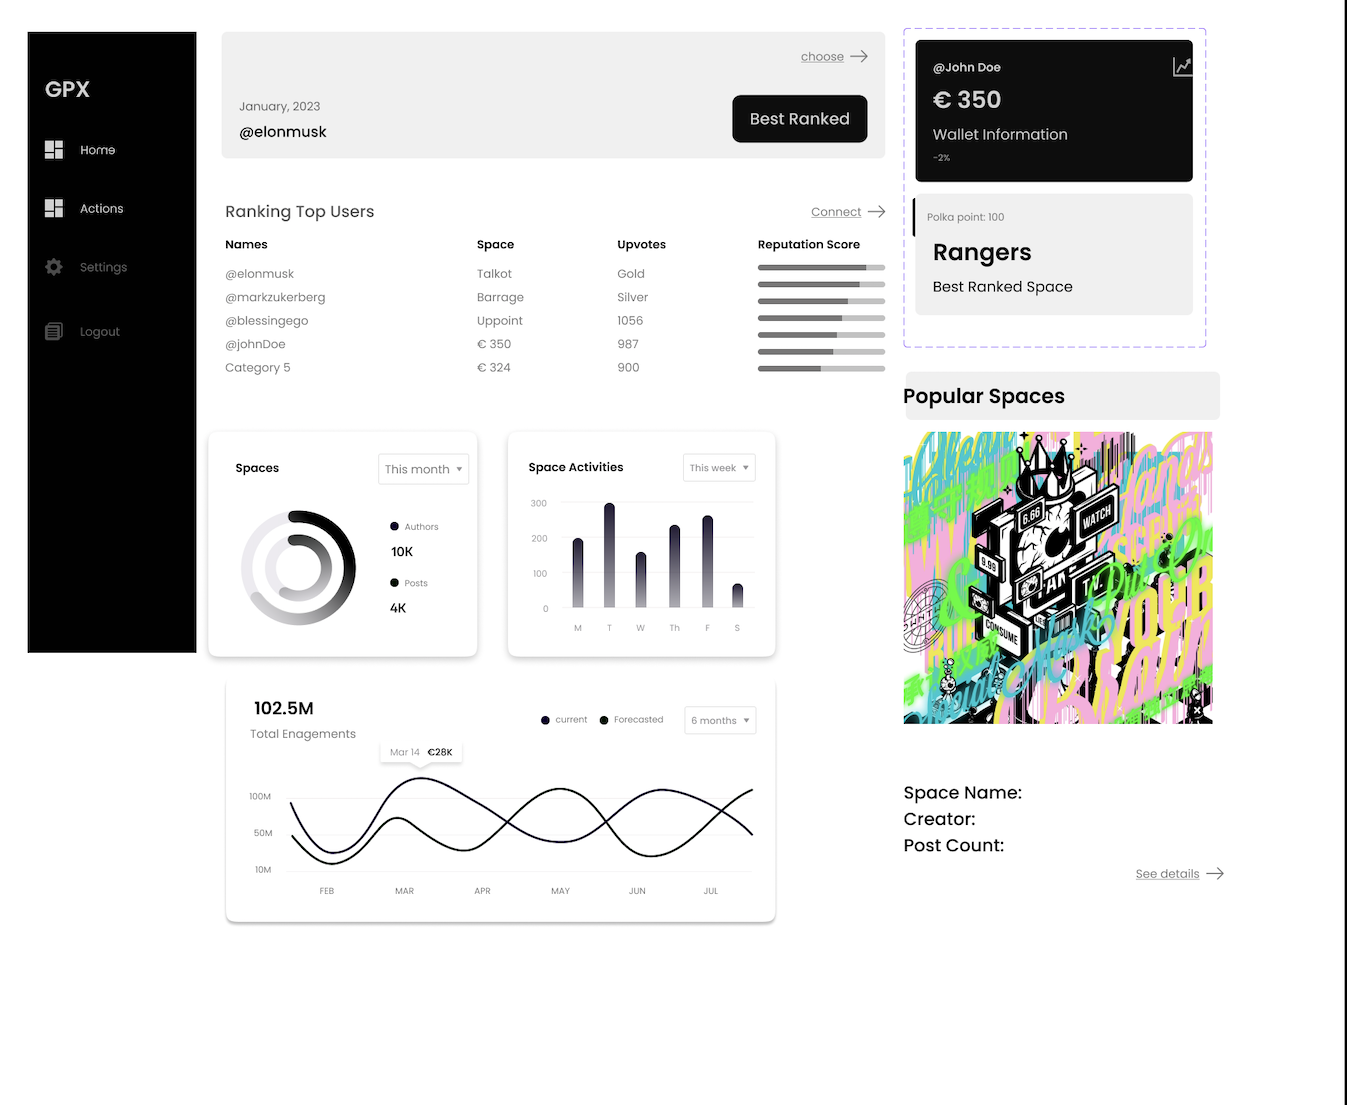 GPX
Home
Actions
Settings
Logout
choose
January, 2023
@elonmusk
Best Ranked
Ranking Top Users
Connect
Names Space Upvotes Reputation Score
@elonmusk Talkot Gold
@markzukerberg Barrage Silver
@blessingego Uppoint 1056
@johnDoe € 350 987
Category 5 € 324 900
Spaces
This month
Authors
10K
Posts
4K
Space Activities
This week
300
200
100
0
M T W Th F S
102.5M
Total Enagements
current Forecasted
6 months
Mar 14 €28K
100M
50M
10M
FEB MAR APR MAY JUN JUL
@John Doe
€ 350
Wallet Information
-2%
Polka point: 100
Rangers
Best Ranked Space
Popular Spaces
6.66
WATCH
9.99
TV
CONSUME
LIES
Space Name:
Creator:
Post Count:
See details